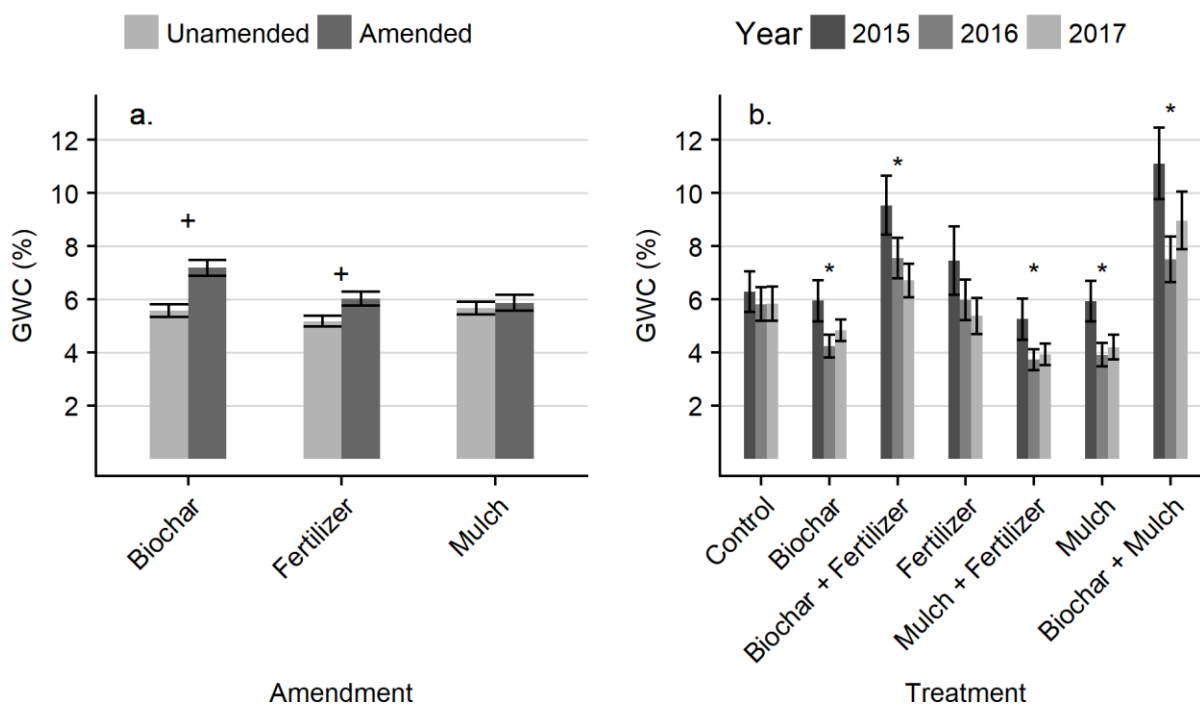 Unamended Amended
Year 2015 2016 2017
a.
GWC (%)
12
10
8
6
4
2
+
+
Biochar
Fertilizer
Mulch
Amendment
b.
GWC (%)
12
10
8
6
4
2
*
*
*
*
*
Control
Biochar
Biochar + Fertilizer
Fertilizer
Mulch + Fertilizer
Mulch
Biochar + Mulch
Treatment